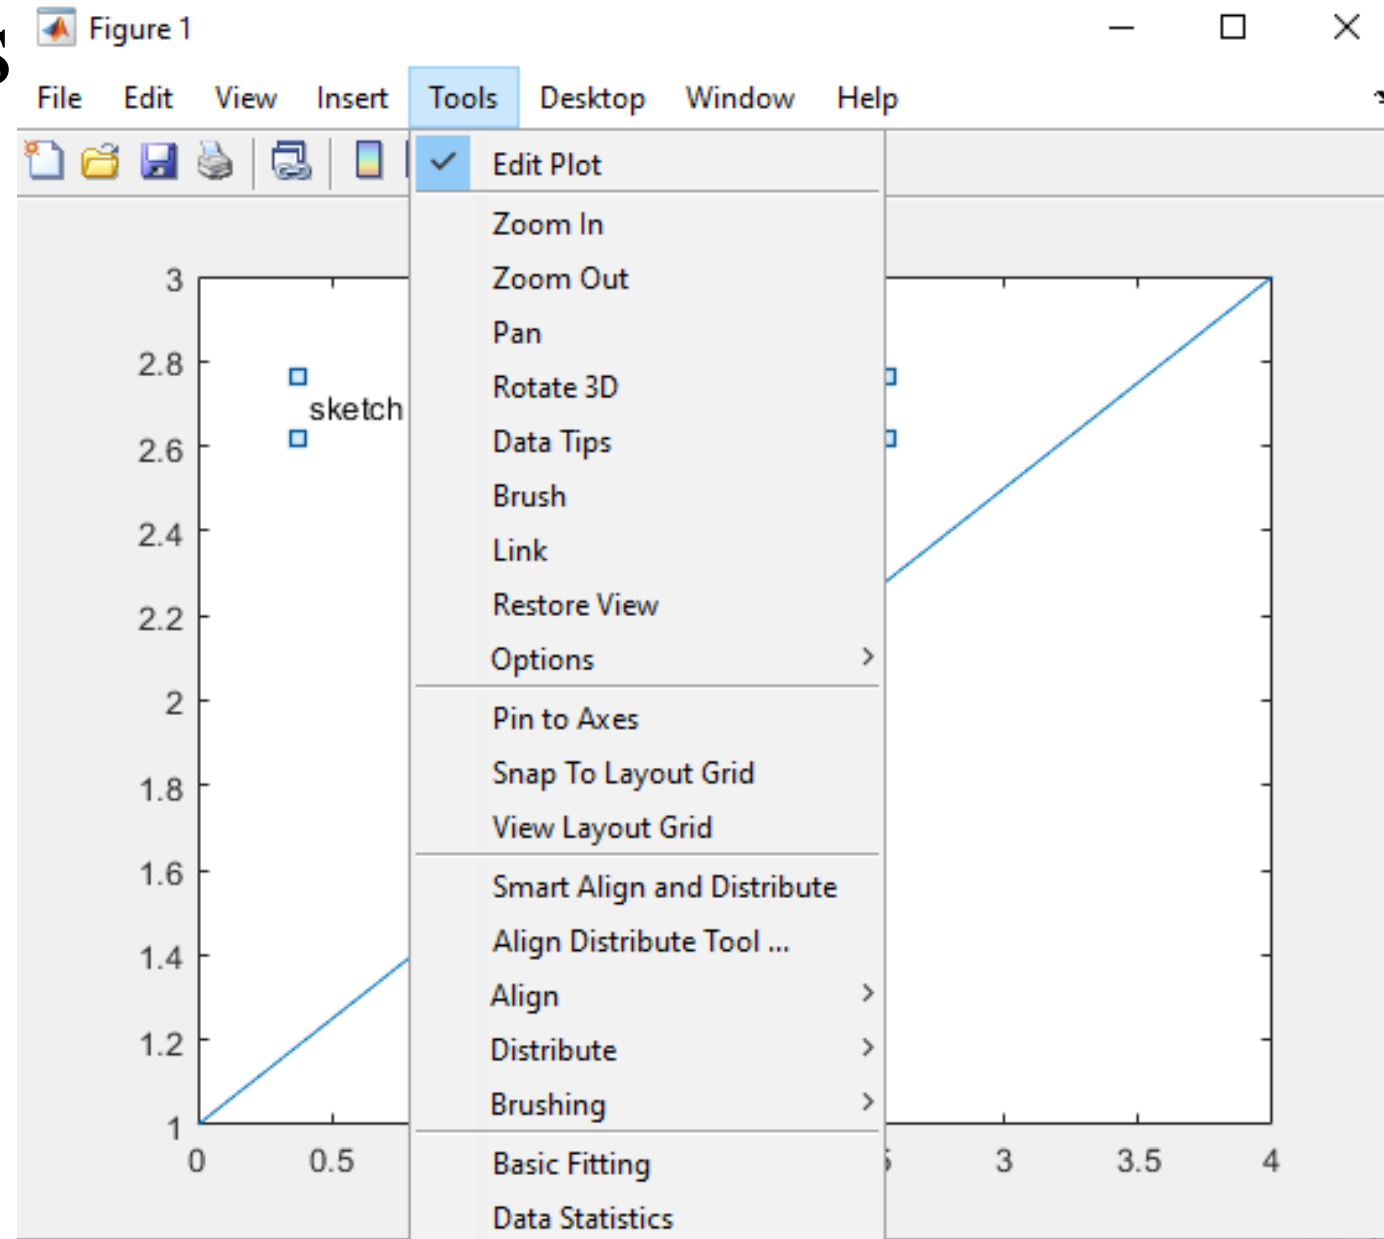 s
Figure 1
File Edit View Insert Tools Desktop Window Help
Edit Plot
Zoom In
Zoom Out
Pan
Rotate 3D
Data Tips
Brush
Link
Restore View
Options
Pin to Axes
Snap To Layout Grid
View Layout Grid
Smart Align and Distribute
Align Distribute Tool ...
Align
Distribute
Brushing
Basic Fitting
Data Statistics
sketch
3
2.8
2.6
2.4
2.2
2
1.8
1.6
1.4
1.2
1
0 0.5 3 3.5 4